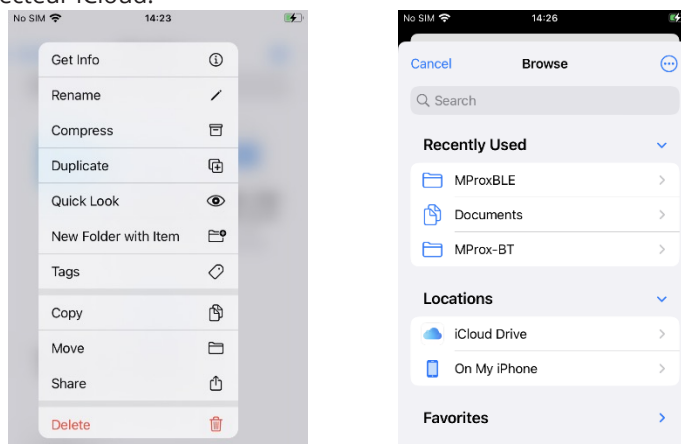 No SIM 14:23
Get Info
Rename
Compress
Duplicate
Quick Look
New Folder with Item
Tags
Copy
Move
Share
Delete
No SIM 14:26
Cancel Browse
Search
Recently Used
MProxBLE
Documents
MProx-BT
Locations
iCloud Drive
On My iPhone
Favorites